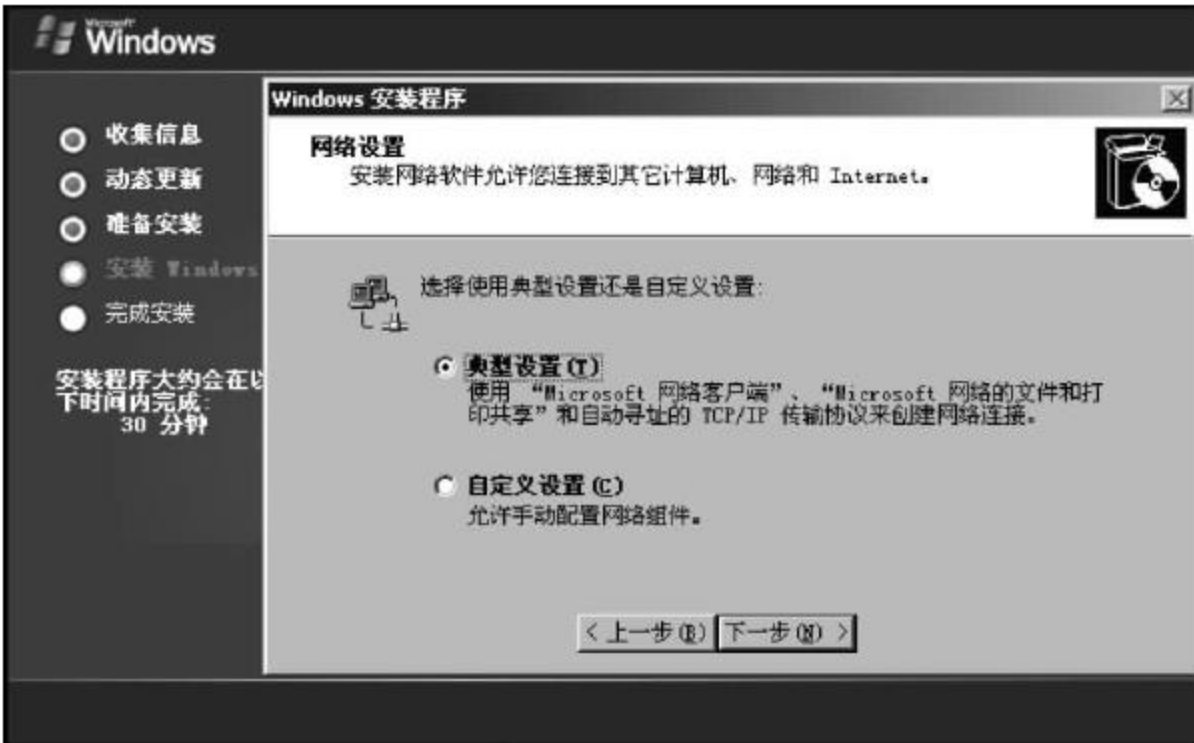 Microsoft
Windows
Windows 安装程序
收集信息
动态更新
准备安装
安装 Windows
完成安装
安装程序大约会在以
下时间内完成:
30 分钟
网络设置
安装网络软件允许您连接到其它计算机、网络和 Internet。
选择使用典型设置还是自定义设置:
典型设置(T)
使用 “Microsoft 网络客户端”、“Microsoft 网络的文件和打
印共享”和自动寻址的 TCP/IP 传输协议来创建网络连接。
自定义设置(C)
允许手动配置网络组件。
< 上一步(B)
下一步(N) >